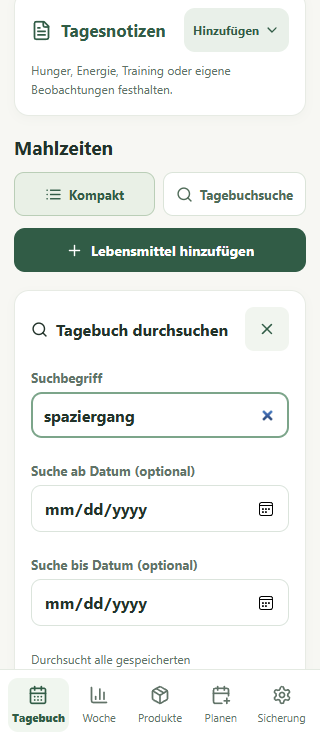 Tagesnotizen
Hinzufügen
Hunger, Energie, Training oder eigene
Beobachtungen festhalten.
Mahlzeiten
Kompakt
Tagebuchsuche
Lebensmittel hinzufügen
Tagebuch durchsuchen
Suchbegriff
spaziergang
Suche ab Datum (optional)
mm/dd/yyyy
Suche bis Datum (optional)
mm/dd/yyyy
Durchsucht alle gespeicherten
Tagebuch Woche Produkte Planen Sicherung